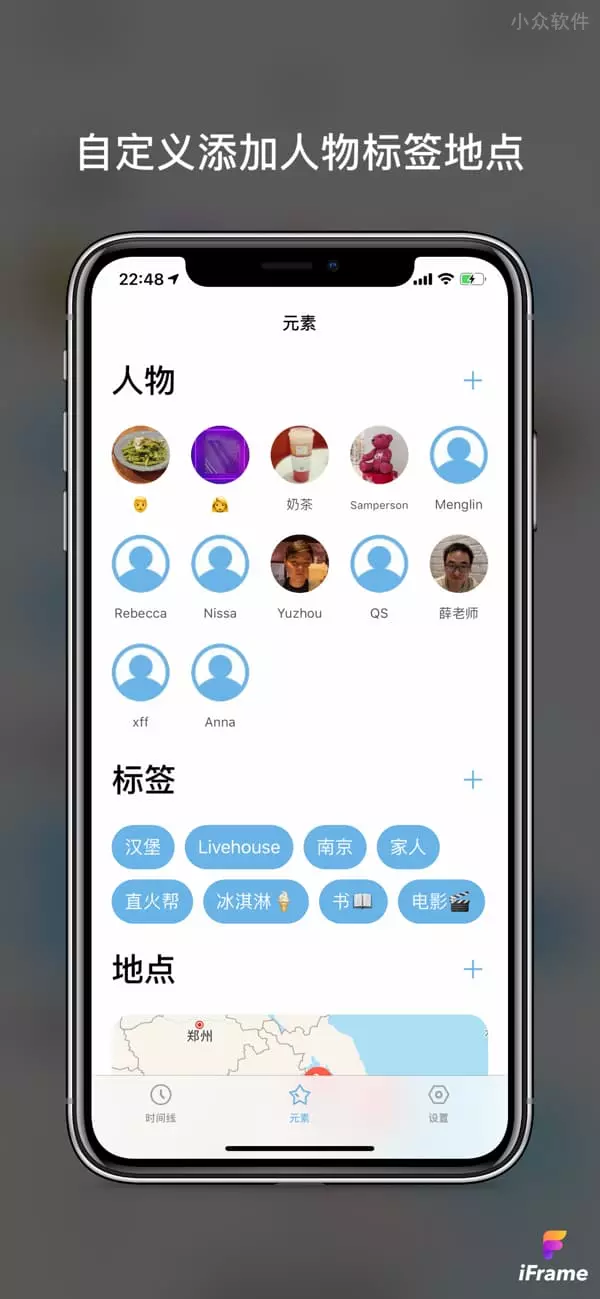 小众软件
自定义添加人物标签地点
22:48
元素
人物
👨 👩 奶茶 Samperson Menglin
Rebecca Nissa Yuzhou QS 薛老师
xff Anna
标签
汉堡 Livehouse 南京 家人
直火帮 冰淇淋🍦 书📖 电影🎬
地点
郑州
时间线 元素 设置
iFrame